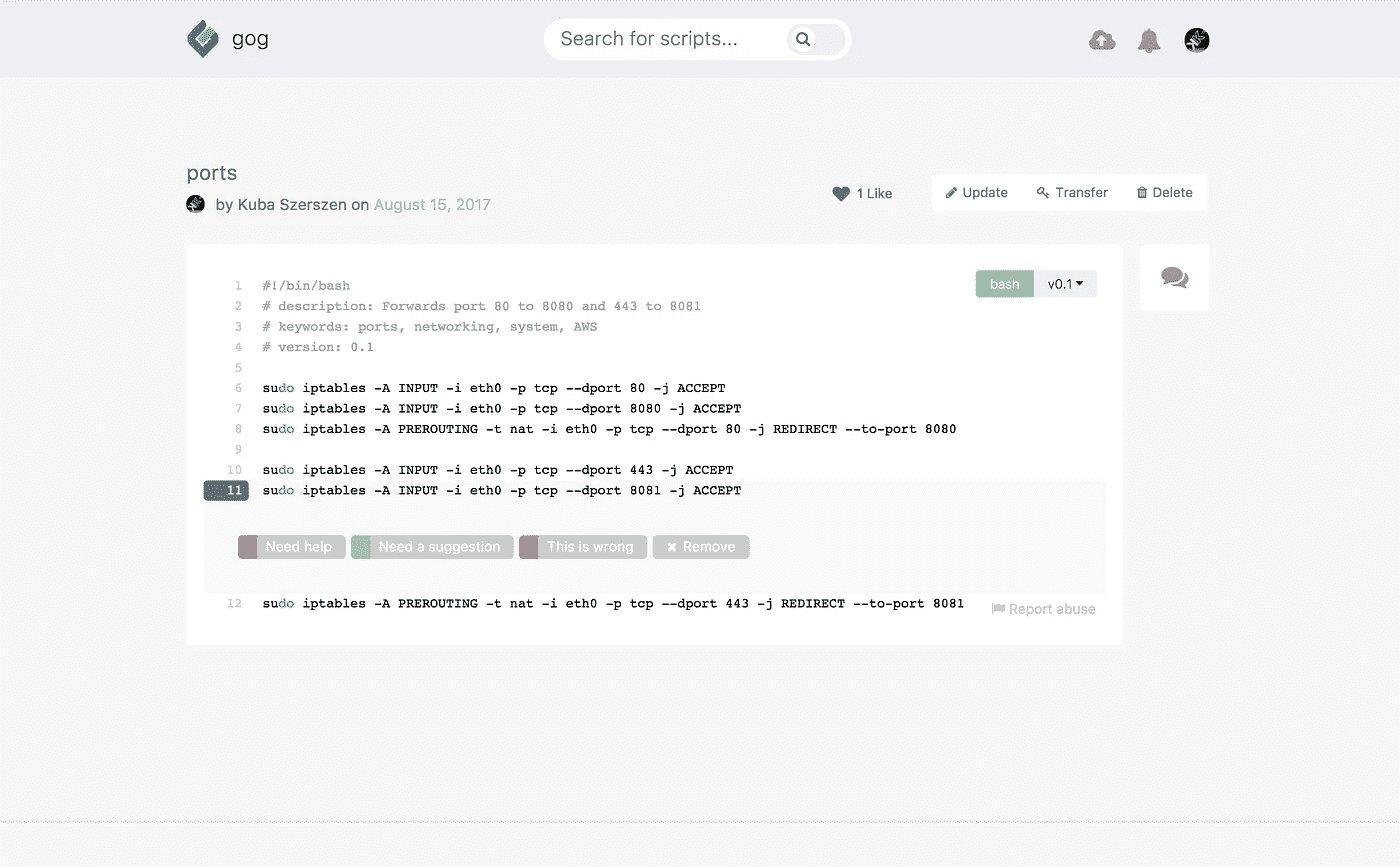 gog
Search for scripts...
ports
by Kuba Szerszen on August 15, 2017
1 Like
Update
Transfer
Delete
bash
v0.1
1 #!/bin/bash
2 # description: Forwards port 80 to 8080 and 443 to 8081
3 # keywords: ports, networking, system, AWS
4 # version: 0.1
5
6 sudo iptables -A INPUT -i eth0 -p tcp --dport 80 -j ACCEPT
7 sudo iptables -A INPUT -i eth0 -p tcp --dport 8080 -j ACCEPT
8 sudo iptables -A PREROUTING -t nat -i eth0 -p tcp --dport 80 -j REDIRECT --to-port 8080
9
10 sudo iptables -A INPUT -i eth0 -p tcp --dport 443 -j ACCEPT
11 sudo iptables -A INPUT -i eth0 -p tcp --dport 8081 -j ACCEPT
Need help
Need a suggestion
This is wrong
Remove
12 sudo iptables -A PREROUTING -t nat -i eth0 -p tcp --dport 443 -j REDIRECT --to-port 8081
Report abuse